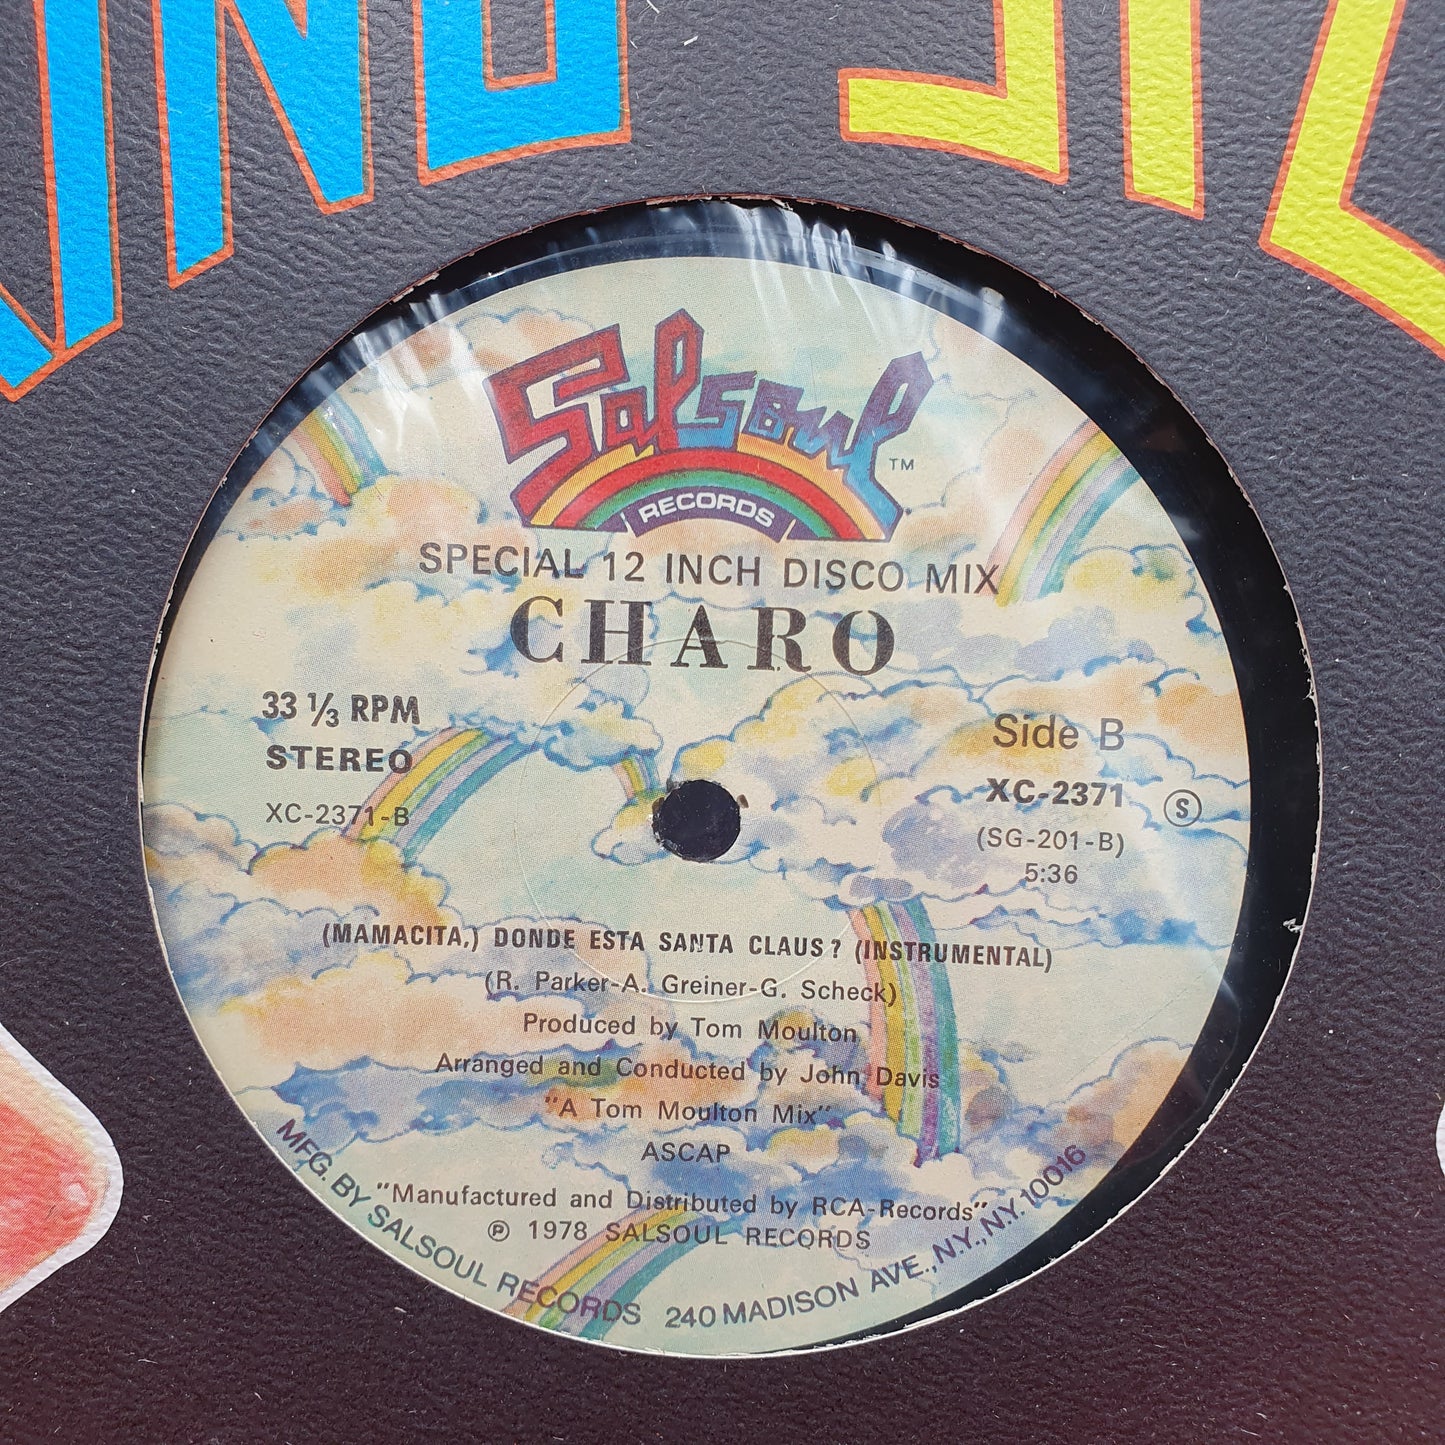 Salsoul TM
RECORDS
SPECIAL 12 INCH DISCO MIX
CHARO
33 1/3 RPM
STEREO
XC-2371-B
Side B
XC-2371 Ⓢ
(SG-201-B)
5:36
(MAMACITA,) DONDE ESTA SANTA CLAUS? (INSTRUMENTAL)
(R. Parker-A. Greiner-G. Scheck)
Produced by Tom Moulton
Arranged and Conducted by John Davis
"A Tom Moulton Mix"
ASCAP
"Manufactured and Distributed by RCA-Records"
Ⓟ 1978 SALSOUL RECORDS
MFG. BY SALSOUL RECORDS 240 MADISON AVE., N.Y., N.Y. 10016